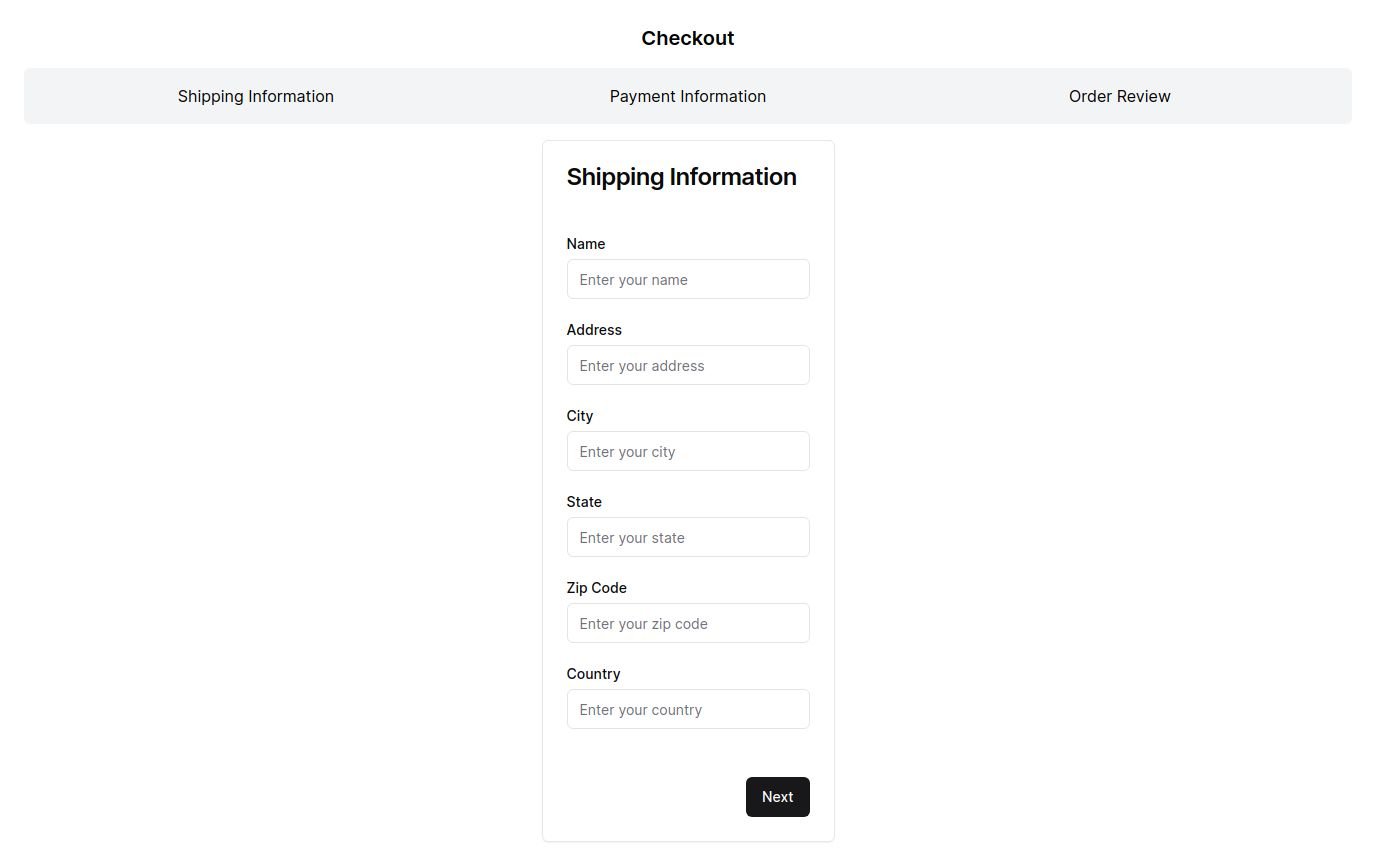 Checkout
Shipping Information
Payment Information
Order Review
Shipping Information
Name
Enter your name
Address
Enter your address
City
Enter your city
State
Enter your state
Zip Code
Enter your zip code
Country
Enter your country
Next